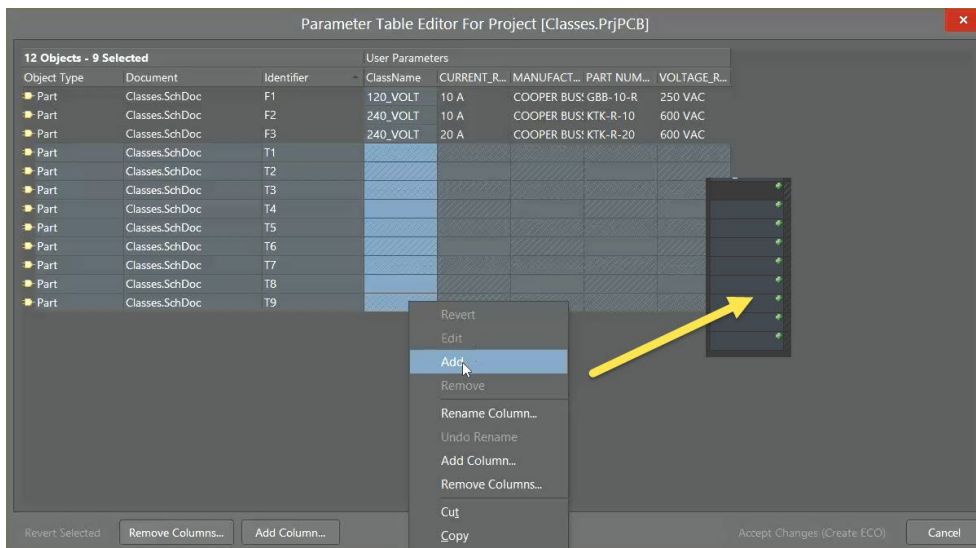 Parameter Table Editor For Project [Classes.PrjPCB]
12 Objects - 9 Selected User Parameters
Object Type Document Identifier ClassName CURRENT_R... MANUFACT... PART NUM... VOLTAGE_R...
Part Classes.SchDoc F1 120_VOLT 10 A COOPER BUS: GBB-10-R 250 VAC
Part Classes.SchDoc F2 240_VOLT 10 A COOPER BUS: KTK-R-10 600 VAC
Part Classes.SchDoc F3 240_VOLT 20 A COOPER BUS: KTK-R-20 600 VAC
Part Classes.SchDoc T1
Part Classes.SchDoc T2
Part Classes.SchDoc T3
Part Classes.SchDoc T4
Part Classes.SchDoc T5
Part Classes.SchDoc T6
Part Classes.SchDoc T7
Part Classes.SchDoc T8
Part Classes.SchDoc T9
Revert
Edit
Add
Remove
Rename Column...
Undo Rename
Add Column...
Remove Columns...
Cut
Copy
Revert Selected Remove Columns... Add Column... Accept Changes (Create ECO) Cancel